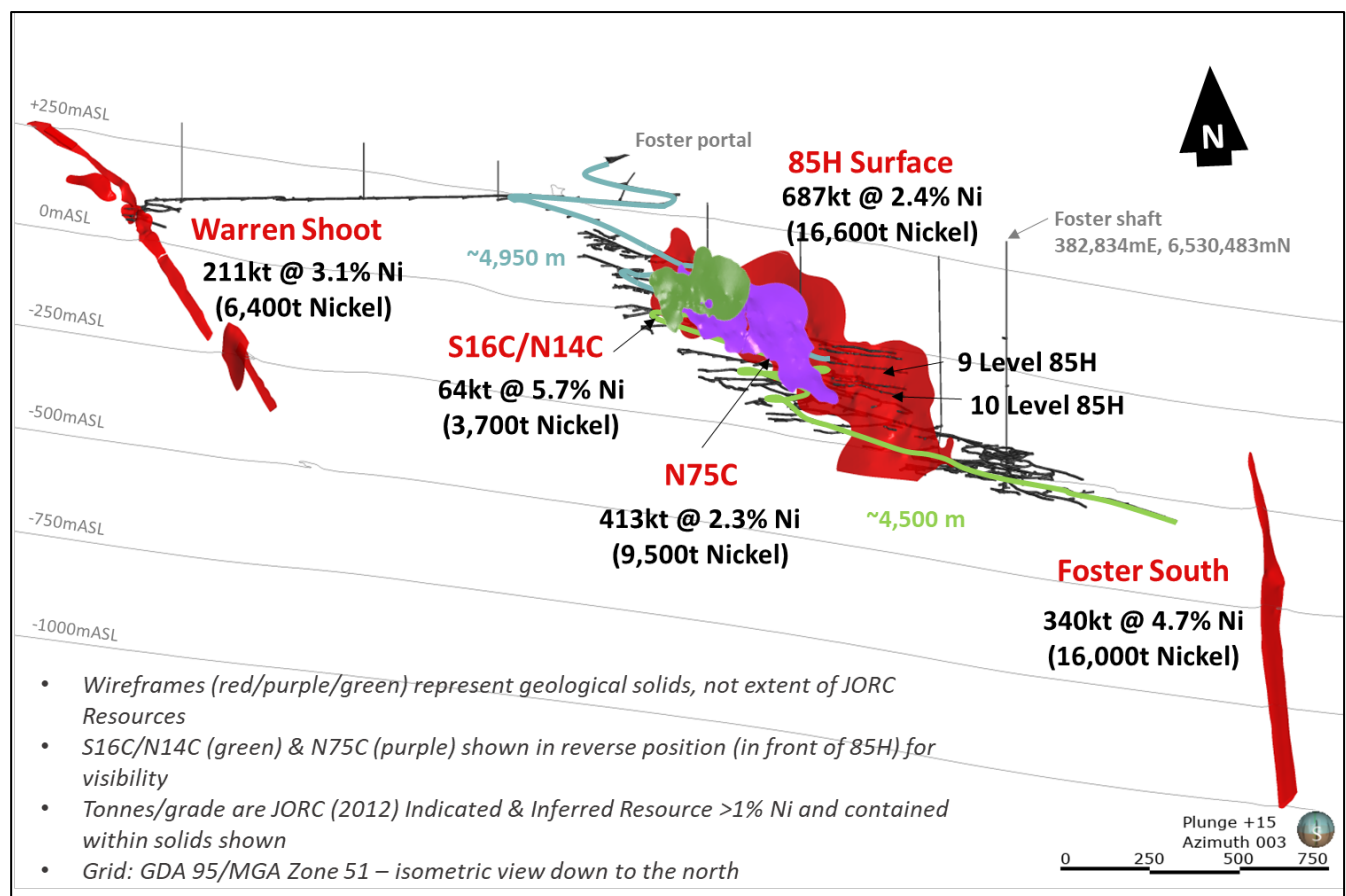 +250mASL
Foster portal
N
85H Surface
687kt @ 2.4% Ni
(16,600t Nickel)
0mASL
Foster shaft
382,834mE, 6,530,483mN
Warren Shoot
211kt @ 3.1% Ni
(6,400t Nickel)
~4,950 m
-250mASL
S16C/N14C
64kt @ 5.7% Ni
(3,700t Nickel)
9 Level 85H
10 Level 85H
-500mASL
N75C
413kt @ 2.3% Ni
(9,500t Nickel)
~4,500 m
-750mASL
Foster South
340kt @ 4.7% Ni
(16,000t Nickel)
-1000mASL
• Wireframes (red/purple/green) represent geological solids, not extent of JORC
Resources
• S16C/N14C (green) & N75C (purple) shown in reverse position (in front of 85H) for
visibility
• Tonnes/grade are JORC (2012) Indicated & Inferred Resource >1% Ni and contained
within solids shown
• Grid: GDA 95/MGA Zone 51 – isometric view down to the north
Plunge +15
Azimuth 003
S
0 250 500 750